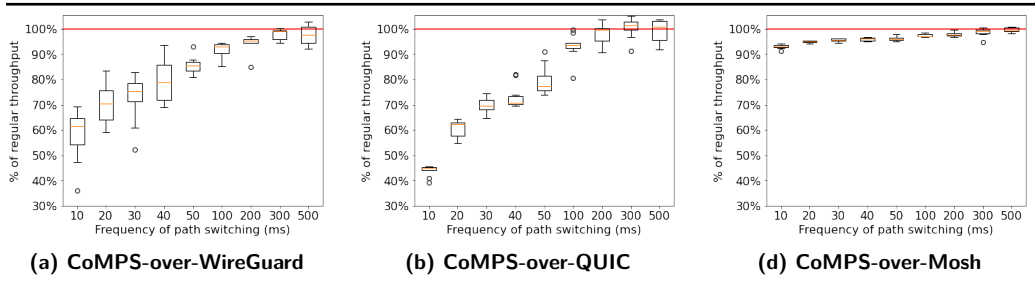 100%
90%
80%
70%
60%
50%
40%
30%
% of regular throughput
10 20 30 40 50 100 200 300 500
Frequency of path switching (ms)
(a) CoMPS-over-WireGuard
100%
90%
80%
70%
60%
50%
40%
30%
% of regular throughput
10 20 30 40 50 100 200 300 500
Frequency of path switching (ms)
(b) CoMPS-over-QUIC
100%
90%
80%
70%
60%
50%
40%
30%
% of regular throughput
10 20 30 40 50 100 200 300 500
Frequency of path switching (ms)
(d) CoMPS-over-Mosh